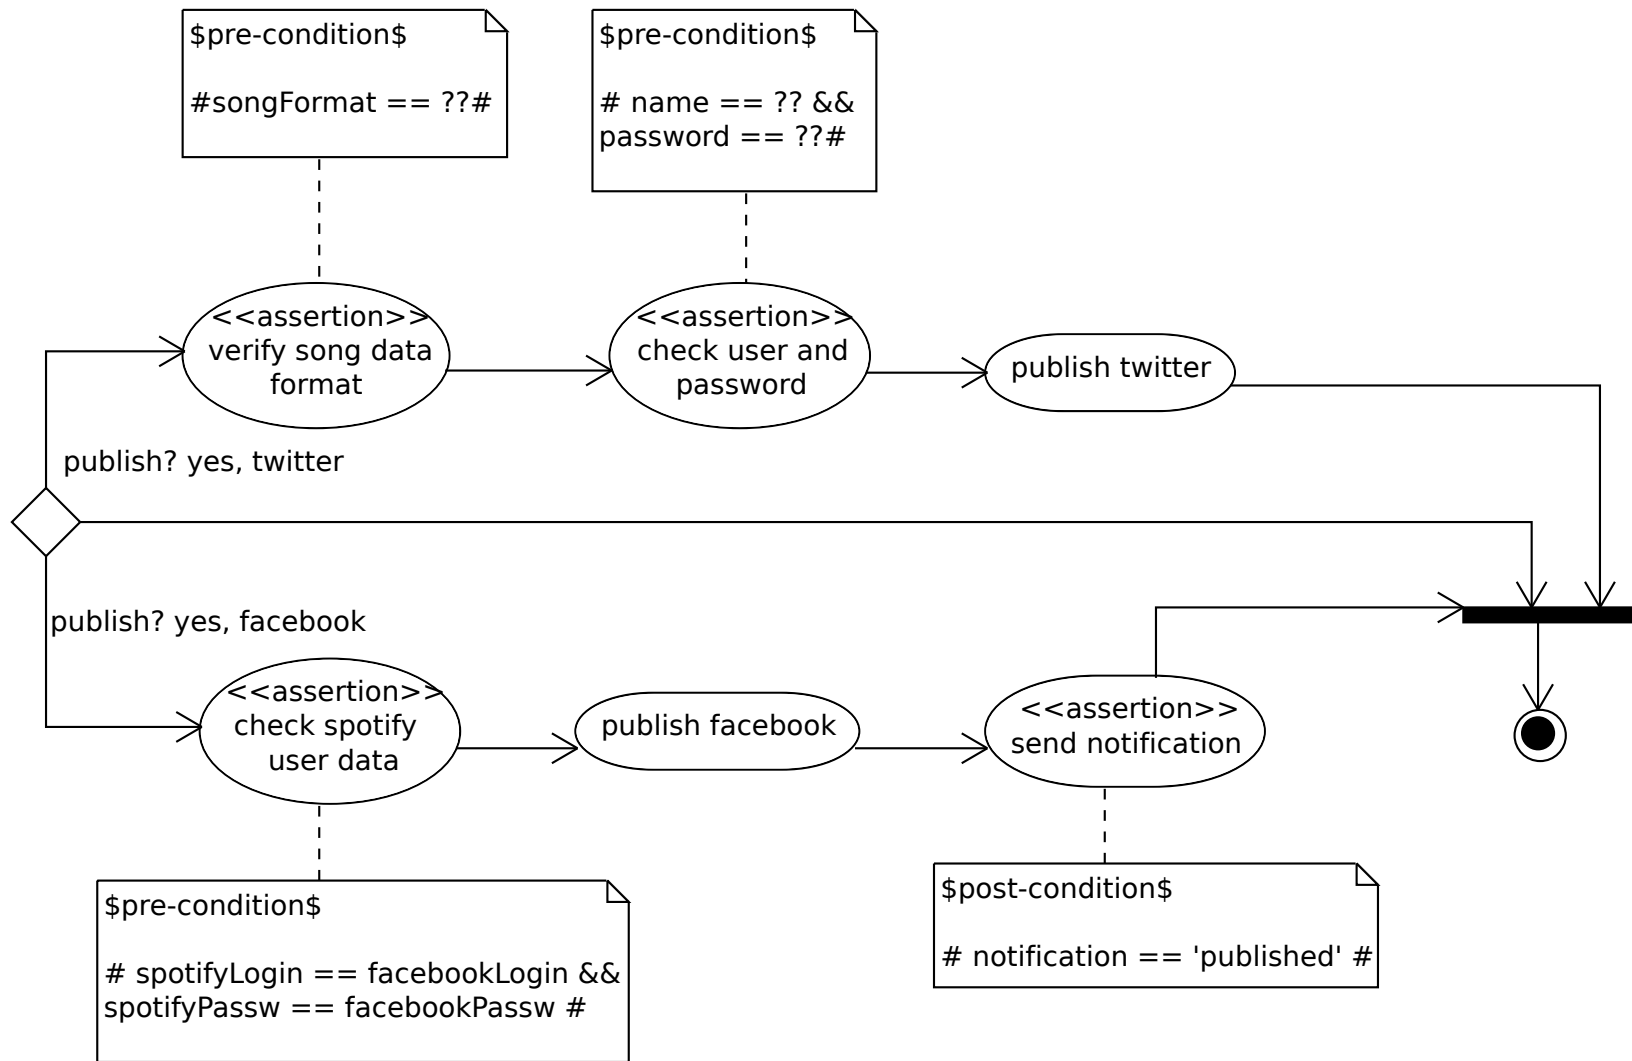 $pre-condition$
#songFormat == ??#
$pre-condition$
# name == ?? &&
password == ??#
<<assertion>>
verify song data
format
<<assertion>>
check user and
password
publish twitter
publish? yes, twitter
publish? yes, facebook
<<assertion>>
check spotify
user data
publish facebook
<<assertion>>
send notification
$pre-condition$
# spotifyLogin == facebookLogin &&
spotifyPassw == facebookPassw #
$post-condition$
# notification == 'published' #